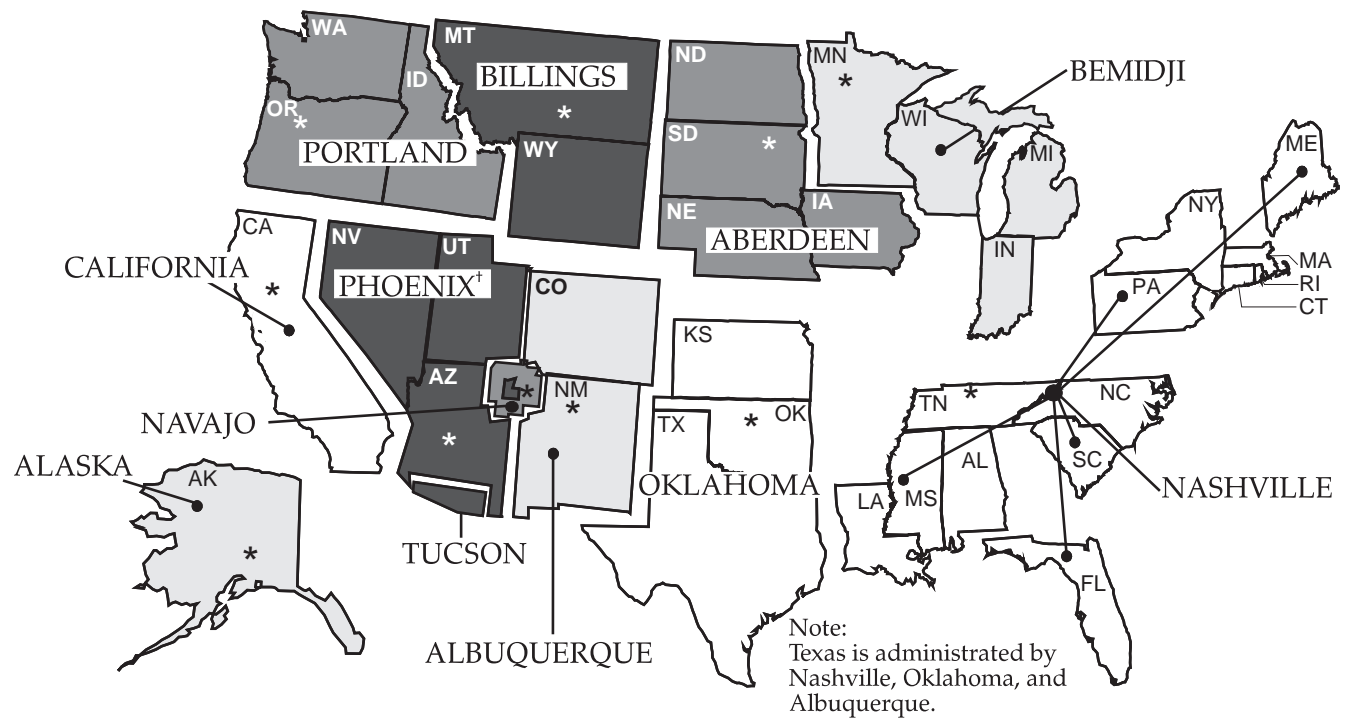 WA
MT
ND
MN
BILLINGS
ID
BEMIDJI
OR
*
*
*
WI
PORTLAND
WY
SD
*
MI
ME
NE
IA
ABERDEEN
NY
CA
NV
UT
IN
CALIFORNIA
*
PHOENIX†
CO
MA
RI
CT
PA
KS
AZ
*
NM
*
TN
*
NC
NAVAJO
TX
OK
*
*
ALASKA
AK
AL
SC
OKLAHOMA
LA
MS
NASHVILLE
TUCSON
*
FL
ALBUQUERQUE
Note:
Texas is administrated by
Nashville, Oklahoma, and
Albuquerque.